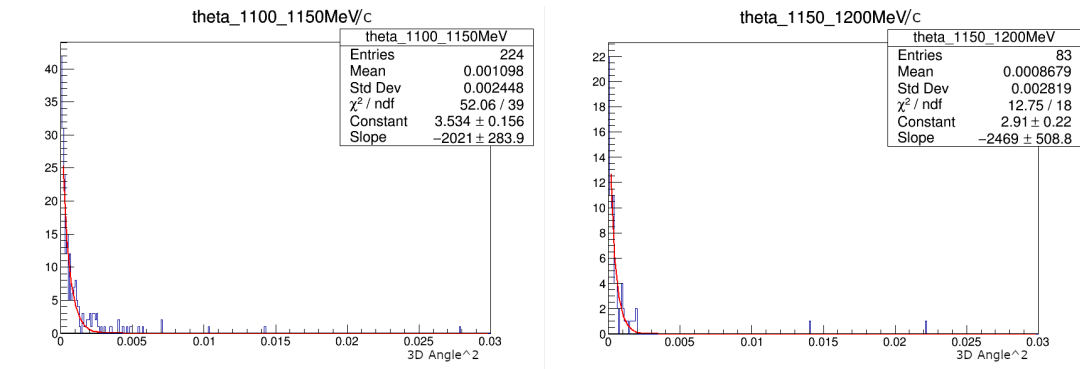 theta_1100_1150MeV/c
theta_1100_1150MeV
Entries 224
Mean 0.001098
Std Dev 0.002448
χ² / ndf 52.06 / 39
Constant 3.534 ± 0.156
Slope −2021 ± 283.9
40
35
30
25
20
15
10
5
0
0 0.005 0.01 0.015 0.02 0.025 0.03
3D Angle^2
theta_1150_1200MeV/c
theta_1150_1200MeV
Entries 83
Mean 0.0008679
Std Dev 0.002819
χ² / ndf 12.75 / 18
Constant 2.91 ± 0.22
Slope −2469 ± 508.8
22
20
18
16
14
12
10
8
6
4
2
0
0 0.005 0.01 0.015 0.02 0.025 0.03
3D Angle^2